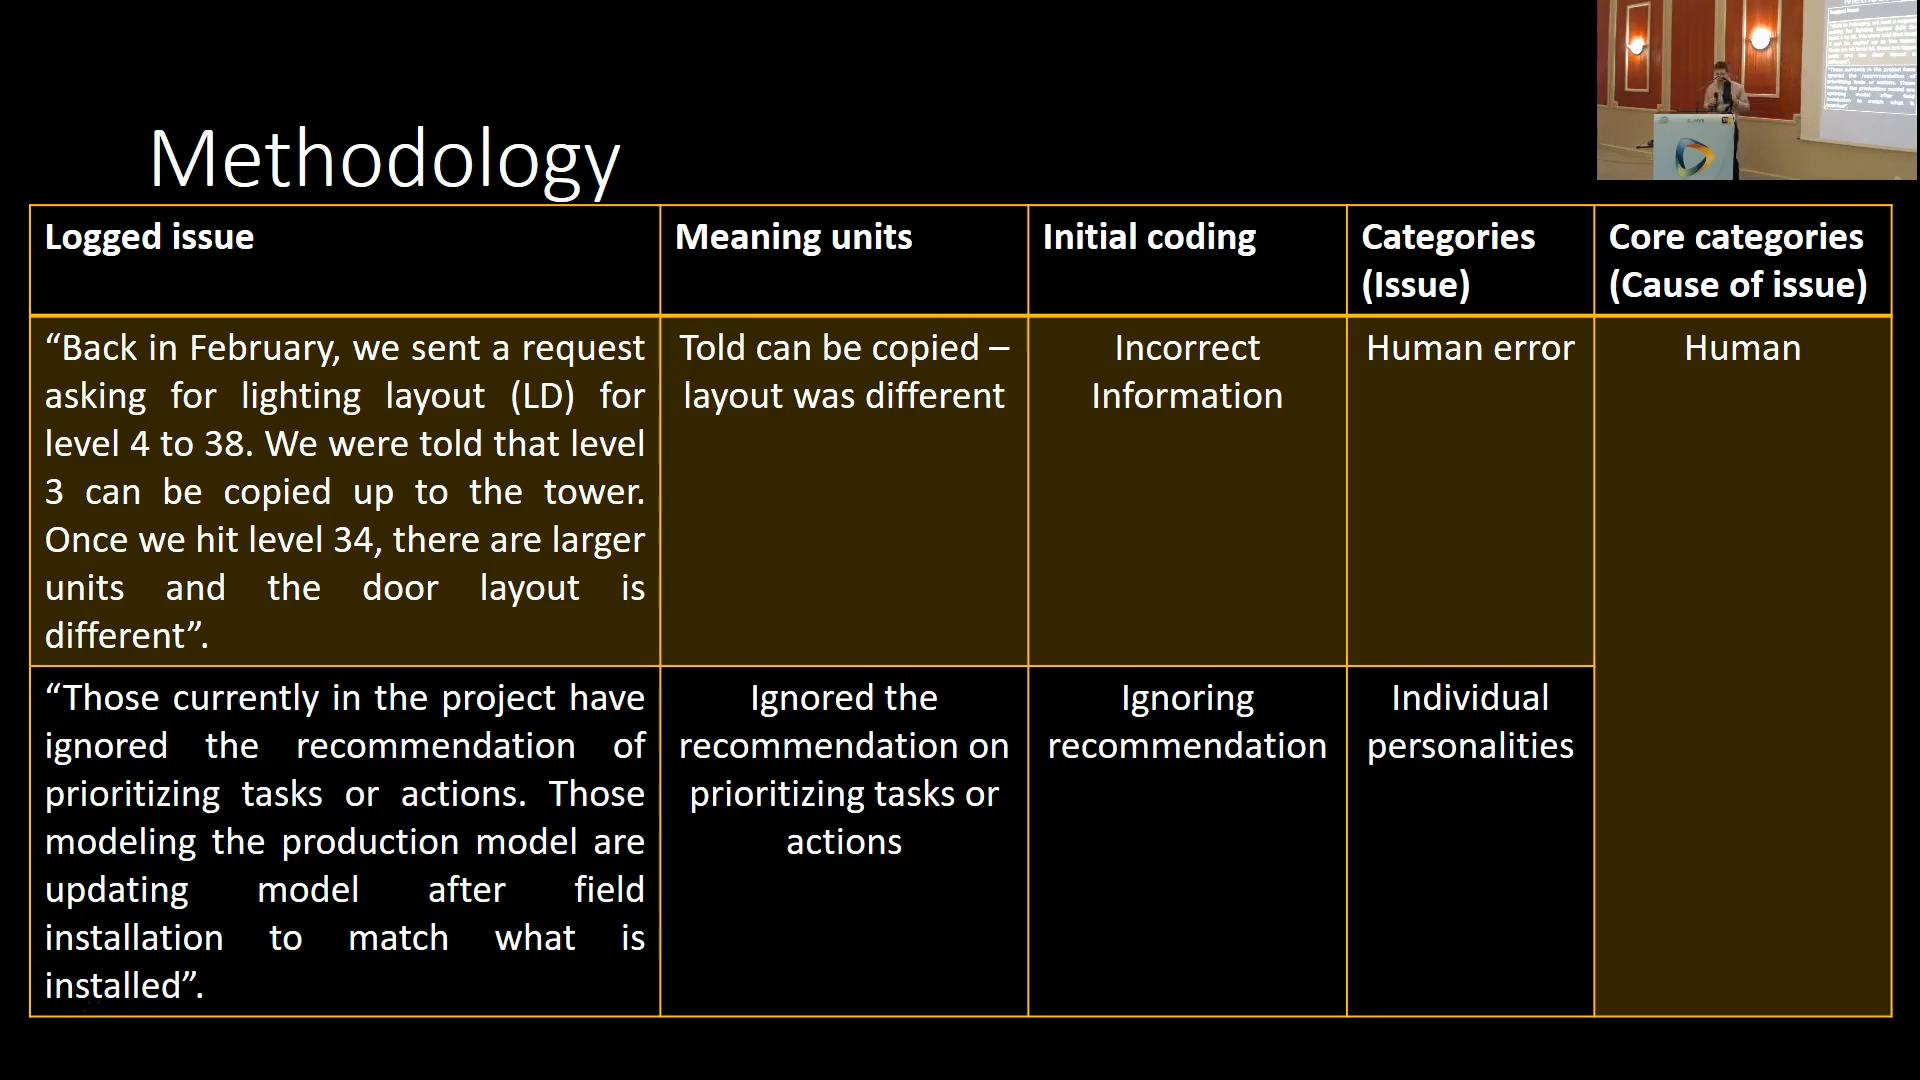 Methodology
Logged issue
Meaning units
Initial coding
Categories
(Issue)
Core categories
(Cause of issue)
“Back in February, we sent a request
asking for lighting layout (LD) for
level 4 to 38. We were told that level
3 can be copied up to the tower.
Once we hit level 34, there are larger
units and the door layout is
different”.
Told can be copied –
layout was different
Incorrect
Information
Human error
Human
“Those currently in the project have
ignored the recommendation of
prioritizing tasks or actions. Those
modeling the production model are
updating model after field
installation to match what is
installed”.
Ignored the
recommendation on
prioritizing tasks or
actions
Ignoring
recommendation
Individual
personalities